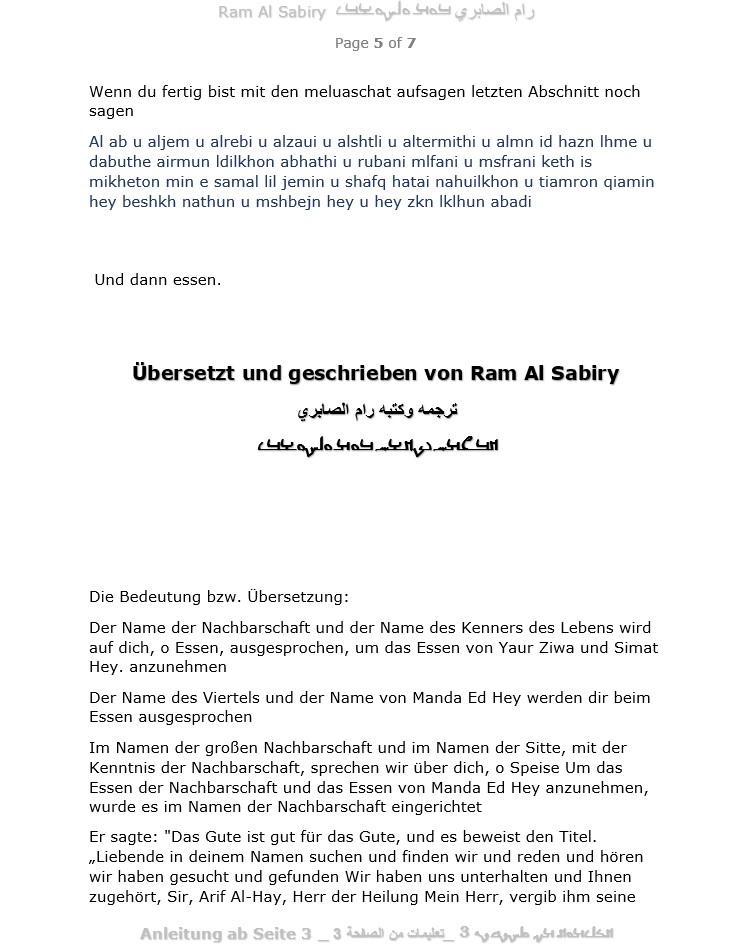 Ram Al Sabiry رام الصابري
Page 5 of 7
Wenn du fertig bist mit den meluaschat aufsagen letzten Abschnitt noch
sagen
Al ab u aljem u alrebi u alzaui u alshtli u altermithi u almn id hazn lhme u
dabuthe airmun ldilkhon abhathi u rubani mlfani u msfrani keth is
mikheton min e samal lil jemin u shafq hatai nahuilkhon u tiamron qiamin
hey beshkh nathun u mshbejn hey u hey zkn lklhun abadi
Und dann essen.
Übersetzt und geschrieben von Ram Al Sabiry
ترجمه وكتبه رام الصابري
Die Bedeutung bzw. Übersetzung:
Der Name der Nachbarschaft und der Name des Kenners des Lebens wird
auf dich, o Essen, ausgesprochen, um das Essen von Yaur Ziwa und Simat
Hey. anzunehmen
Der Name des Viertels und der Name von Manda Ed Hey werden dir beim
Essen ausgesprochen
Im Namen der großen Nachbarschaft und im Namen der Sitte, mit der
Kenntnis der Nachbarschaft, sprechen wir über dich, o Speise Um das
Essen der Nachbarschaft und das Essen von Manda Ed Hey anzunehmen,
wurde es im Namen der Nachbarschaft eingerichtet
Er sagte: "Das Gute ist gut für das Gute, und es beweist den Titel.
„Liebende in deinem Namen suchen und finden wir und reden und hören
wir haben gesucht und gefunden Wir haben uns unterhalten und Ihnen
zugehört, Sir, Arif Al-Hay, Herr der Heilung Mein Herr, vergib ihm seine
Anleitung ab Seite 3 _ تعليمات من الصفحة 3 _ 3